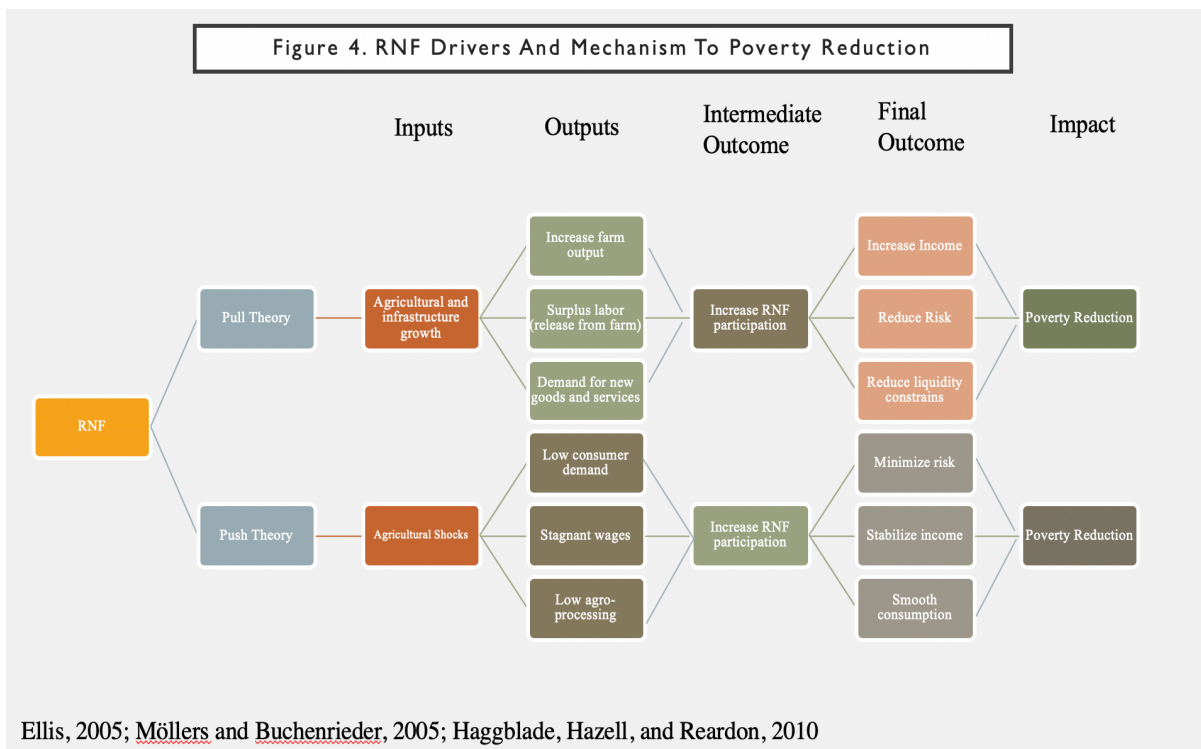 Figure 4. RNF Drivers And Mechanism To Poverty Reduction
Inputs
Outputs
Intermediate
Outcome
Final
Outcome
Impact
RNF
Pull Theory
Agricultural and
infrastructure
growth
Increase farm
output
Surplus labor
(release from farm)
Demand for new
goods and services
Increase RNF
participation
Increase Income
Reduce Risk
Reduce liquidity
constrains
Poverty Reduction
Push Theory
Agricultural Shocks
Low consumer
demand
Stagnant wages
Low agro-
processing
Increase RNF
participation
Minimize risk
Stabilize income
Smooth
consumption
Poverty Reduction
Ellis, 2005; Möllers and Buchenrieder, 2005; Haggblade, Hazell, and Reardon, 2010